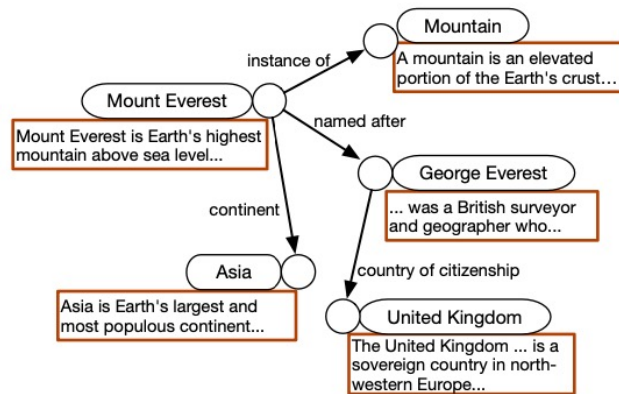 Mountain
A mountain is an elevated
portion of the Earth's crust...
instance of
Mount Everest
Mount Everest is Earth's highest
mountain above sea level...
named after
George Everest
... was a British surveyor
and geographer who...
continent
Asia
Asia is Earth's largest and
most populous continent...
country of citizenship
United Kingdom
The United Kingdom ... is a
sovereign country in north-
western Europe...